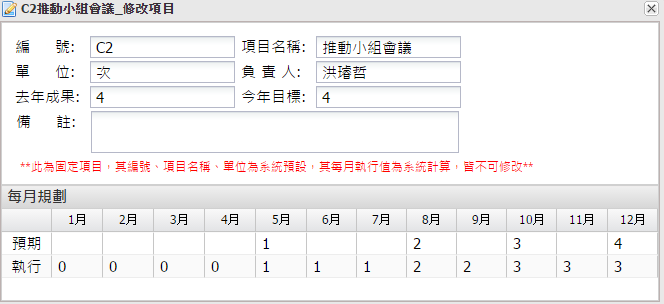 C2推動小組會議_修改項目
編 號: C2 項目名稱: 推動小組會議
單 位: 次 負 責 人: 洪璿哲
去年成果: 4 今年目標: 4
備 註:
**此為固定項目，其編號、項目名稱、單位為系統預設，其每月執行值為系統計算，皆不可修改**
每月規劃
1月 2月 3月 4月 5月 6月 7月 8月 9月 10月 11月 12月
預期 1 2 3 4
執行 0 0 0 0 1 1 1 2 2 3 3 3